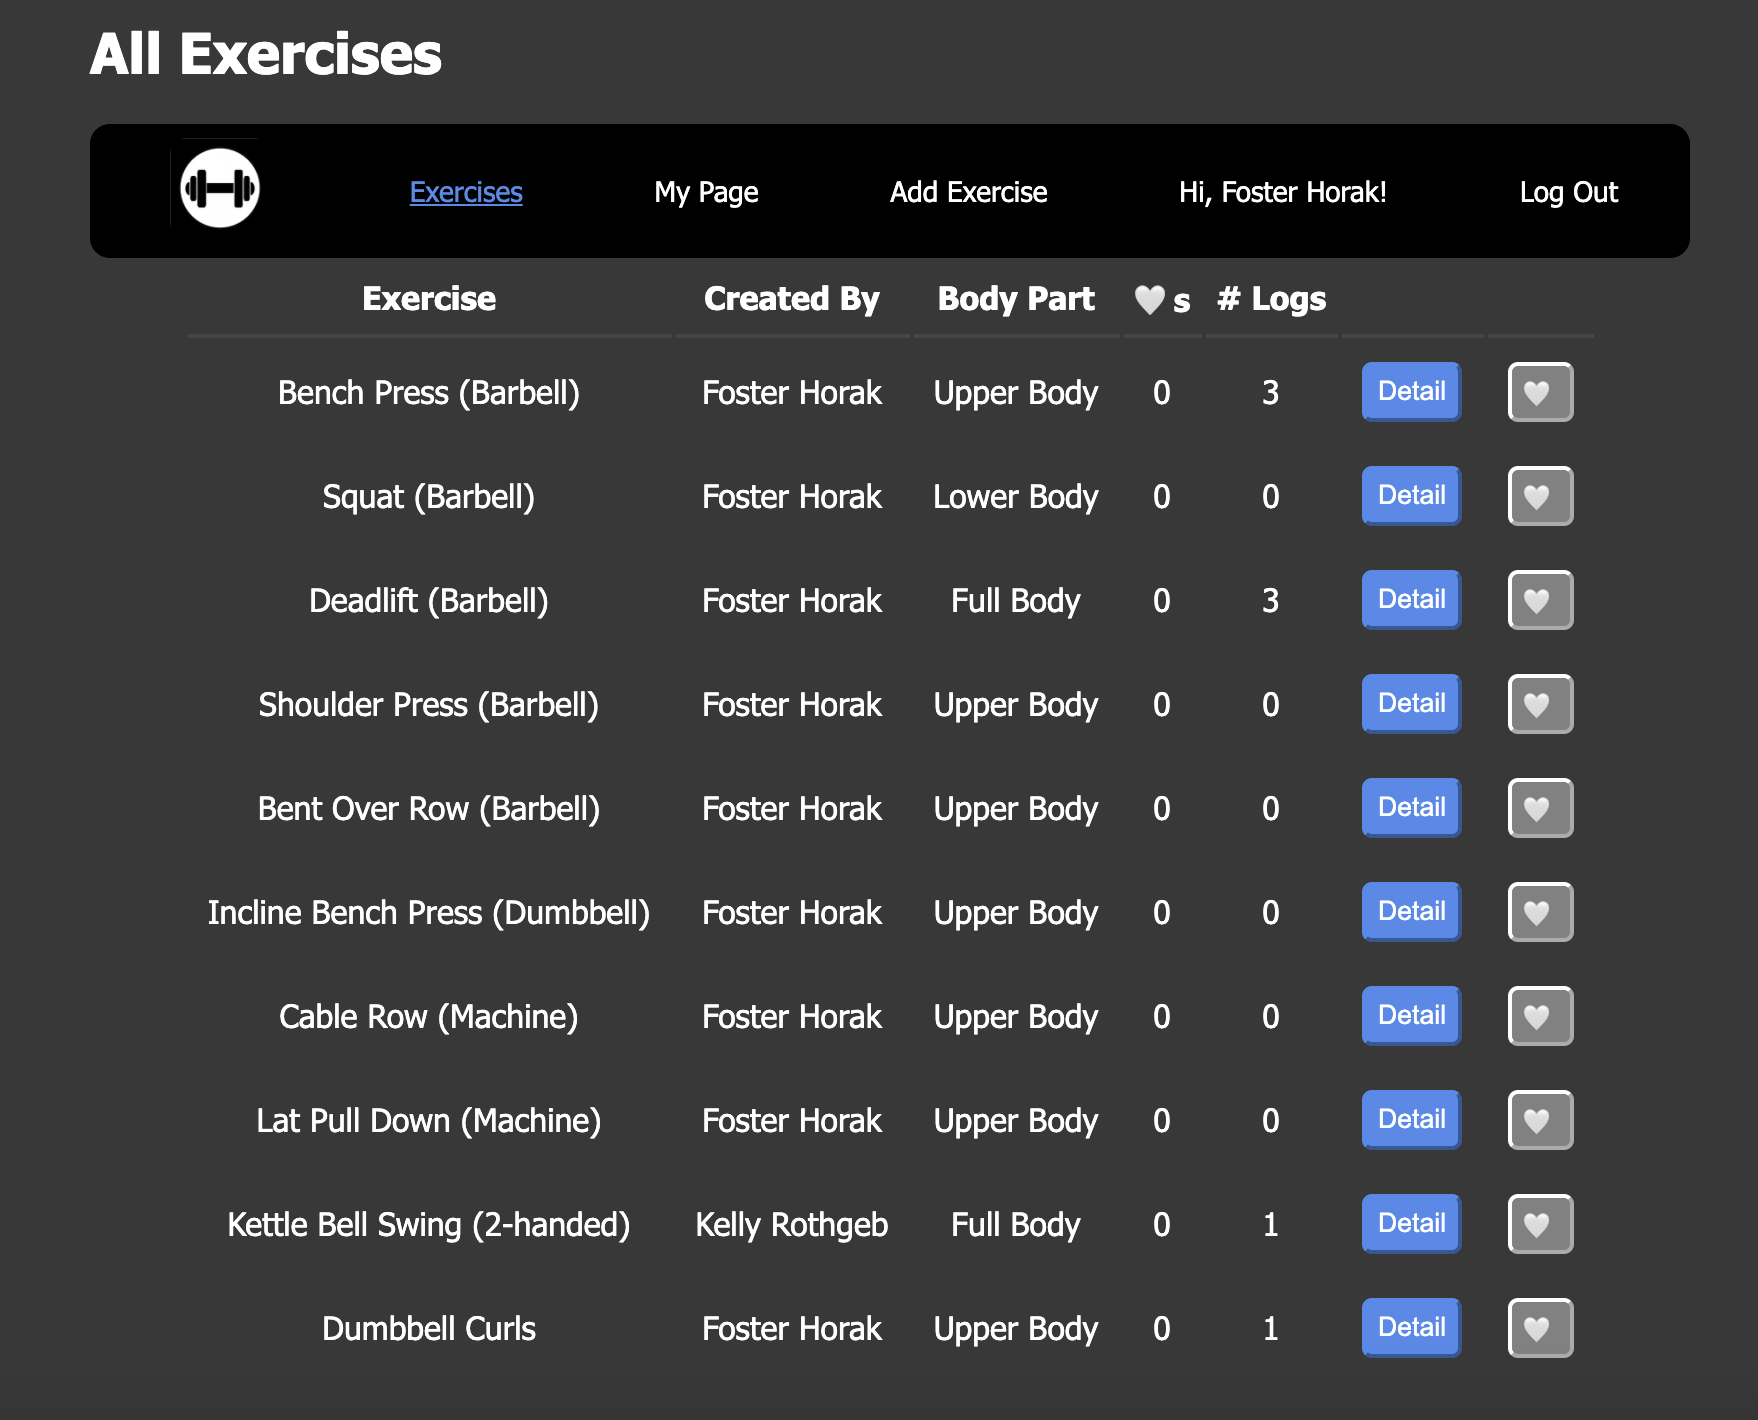 All Exercises
Exercises My Page Add Exercise Hi, Foster Horak! Log Out
Exercise Created By Body Part 🤍s # Logs
Bench Press (Barbell) Foster Horak Upper Body 0 3 Detail 🤍
Squat (Barbell) Foster Horak Lower Body 0 0 Detail 🤍
Deadlift (Barbell) Foster Horak Full Body 0 3 Detail 🤍
Shoulder Press (Barbell) Foster Horak Upper Body 0 0 Detail 🤍
Bent Over Row (Barbell) Foster Horak Upper Body 0 0 Detail 🤍
Incline Bench Press (Dumbbell) Foster Horak Upper Body 0 0 Detail 🤍
Cable Row (Machine) Foster Horak Upper Body 0 0 Detail 🤍
Lat Pull Down (Machine) Foster Horak Upper Body 0 0 Detail 🤍
Kettle Bell Swing (2-handed) Kelly Rothgeb Full Body 0 1 Detail 🤍
Dumbbell Curls Foster Horak Upper Body 0 1 Detail 🤍